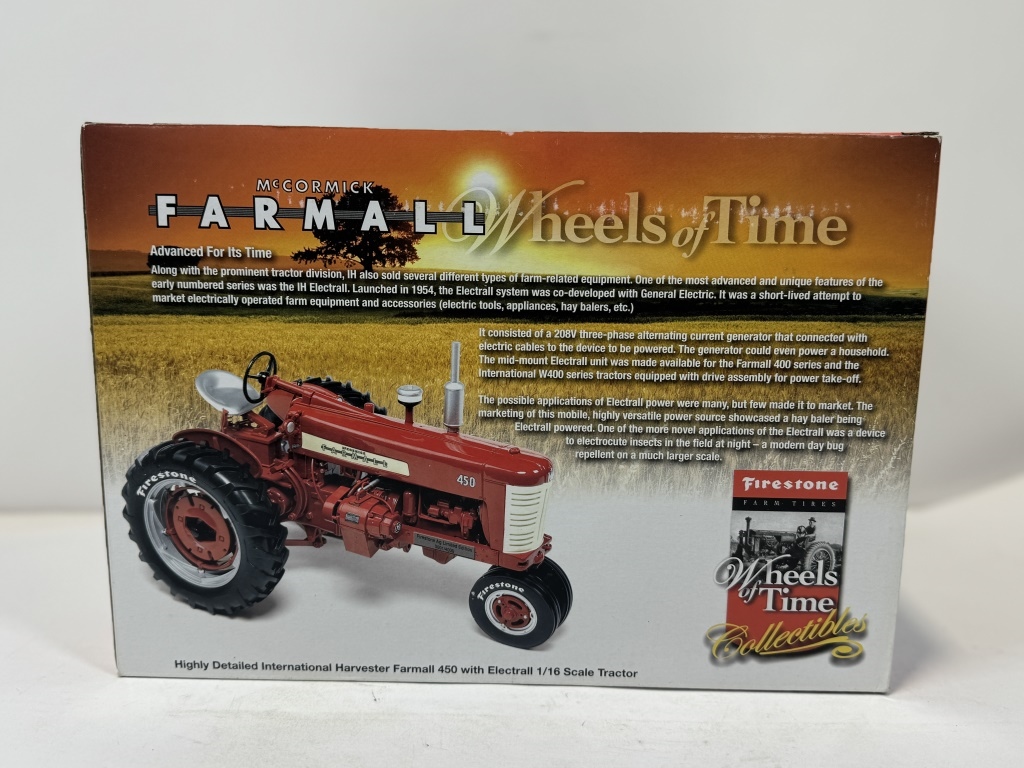 McCORMICK
FARMALL
Wheels of Time
Advanced For Its Time
Along with the prominent tractor division, IH also sold several different types of farm-related equipment. One of the most advanced and unique features of the
early numbered series was the IH Electrall. Launched in 1954, the Electrall system was co-developed with General Electric. It was a short-lived attempt to
market electrically operated farm equipment and accessories (electric tools, appliances, hay balers, etc.)
It consisted of a 208V three-phase alternating current generator that connected with
electric cables to the device to be powered. The generator could even power a household.
The mid-mount Electrall unit was made available for the Farmall 400 series and the
International W400 series tractors equipped with drive assembly for power take-off.
The possible applications of Electrall power were many, but few made it to market. The
marketing of this mobile, highly versatile power source showcased a hay baler being
Electrall powered. One of the more novel applications of the Electrall was a device
to electrocute insects in the field at night – a modern day bug
repellent on a much larger scale.
450
Firestone
Firestone
Firestone
FARM TIRES
Wheels
of Time
Collectibles
Highly Detailed International Harvester Farmall 450 with Electrall 1/16 Scale Tractor